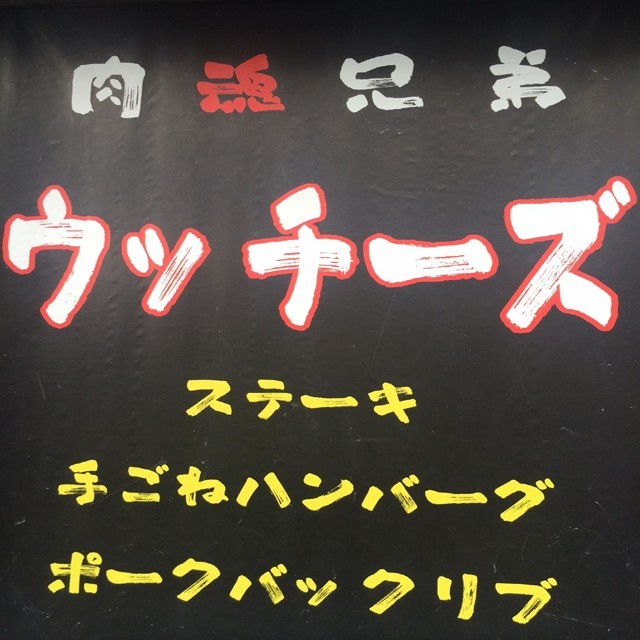 肉魂兄弟
ウッチーズ
ステーキ
手ごねハンバーグ
ポークバックリブ